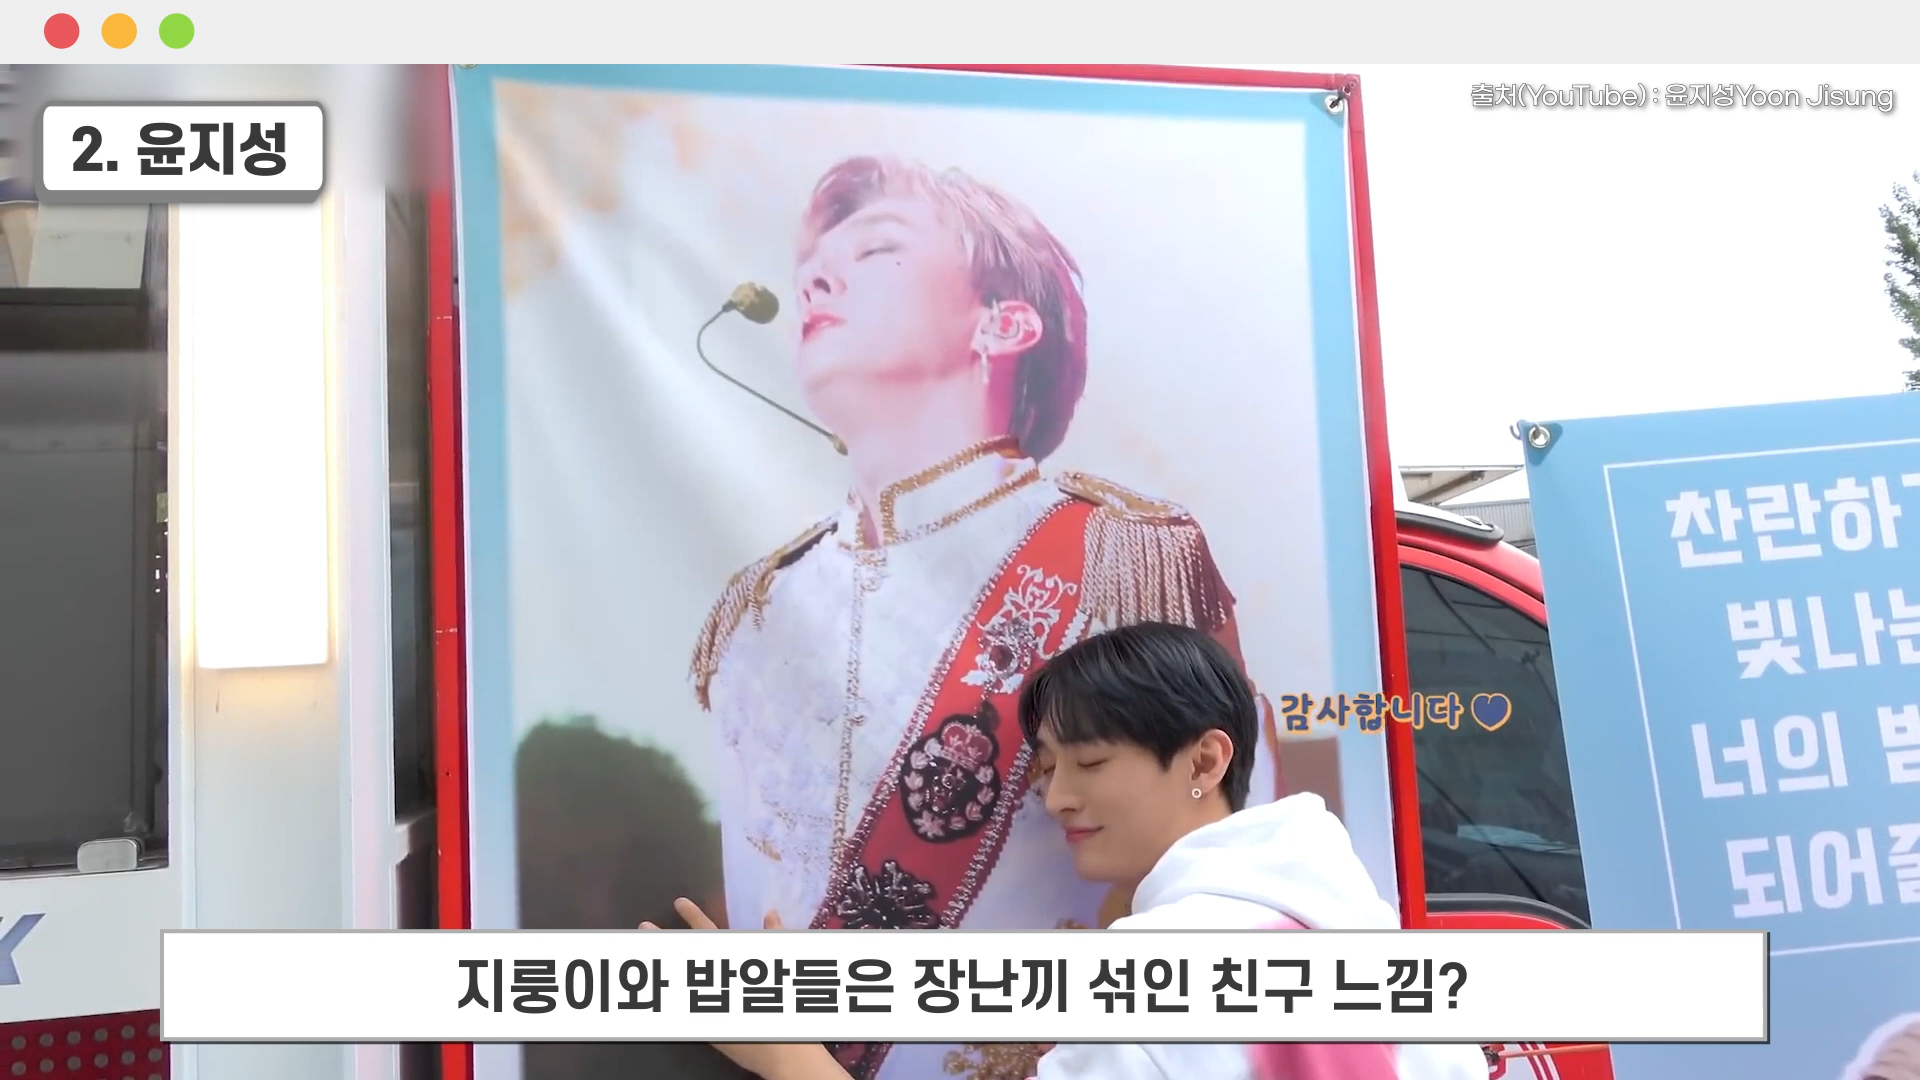 출처(YouTube) : 윤지성Yoon Jisung
2. 윤지성
찬란하
빛나는
너의
되어줄
감사합니다
지룽이와 밥알들은 장난끼 섞인 친구 느낌?